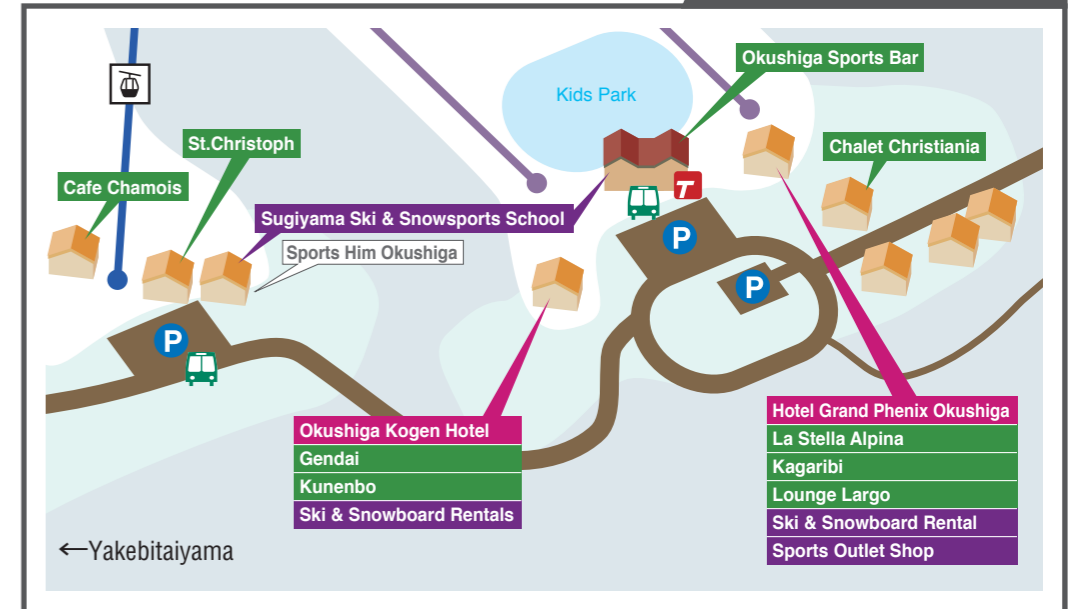 Okushiga Sports Bar
Kids Park
St.Christoph
Chalet Christiania
Cafe Chamois
T
Sugiyama Ski & Snowsports School
Sports Him Okushiga
P
P
P
Hotel Grand Phenix Okushiga
La Stella Alpina
Kagaribi
Lounge Largo
Ski & Snowboard Rental
Sports Outlet Shop
Okushiga Kogen Hotel
Gendai
Kunenbo
Ski & Snowboard Rentals
←Yakebitaiyama